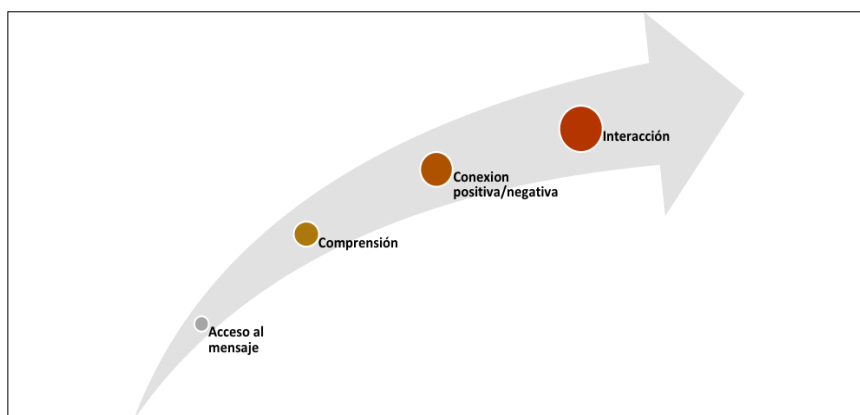 Interacción
Conexion
positiva/negativa
Comprensión
Acceso al
mensaje